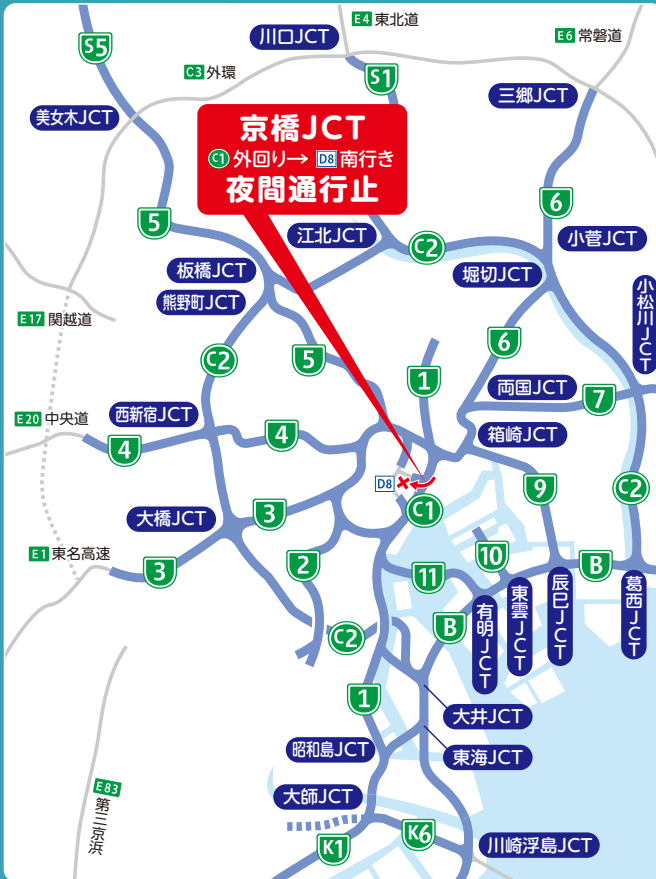 E4 東北道
川口JCT
E6 常磐道
S5
C3 外環
S1
三郷JCT
美女木JCT
京橋JCT
C1 外回り→ D8 南行き
夜間通行止
5
6
江北JCT
C2
小菅JCT
板橋JCT
堀切JCT
熊野町JCT
小松川JCT
E17 関越道
C2
5
6
1
両国JCT
7
E20 中央道
西新宿JCT
4
4
箱崎JCT
D8
9
C2
C1
大橋JCT
3
E1 東名高速
3
2
11
10
B
有明JCT
東雲JCT
辰巳JCT
葛西JCT
C2
B
1
大井JCT
昭和島JCT
東海JCT
E83 第三京浜
大師JCT
K1
K6
川崎浮島JCT